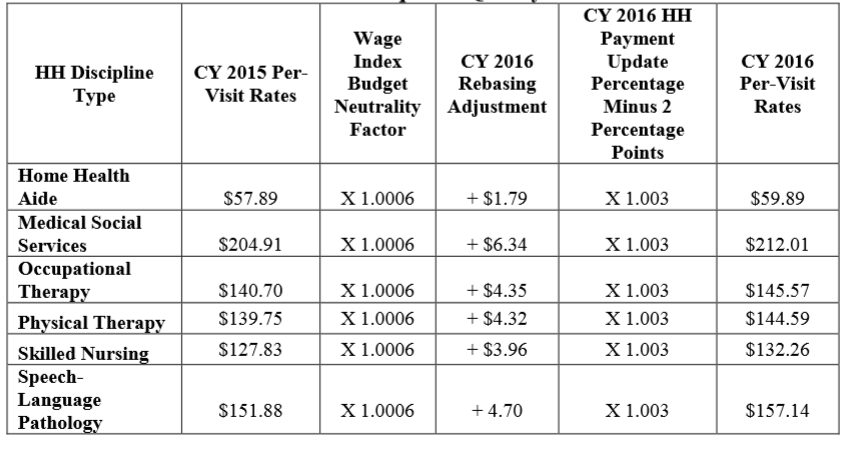 HH Discipline Type
CY 2015 Per-Visit Rates
Wage Index Budget Neutrality Factor
CY 2016 Rebasing Adjustment
CY 2016 HH Payment Update Percentage Minus 2 Percentage Points
CY 2016 Per-Visit Rates
Home Health Aide $57.89 X 1.0006 + $1.79 X 1.003 $59.89
Medical Social Services $204.91 X 1.0006 + $6.34 X 1.003 $212.01
Occupational Therapy $140.70 X 1.0006 + $4.35 X 1.003 $145.57
Physical Therapy $139.75 X 1.0006 + $4.32 X 1.003 $144.59
Skilled Nursing $127.83 X 1.0006 + $3.96 X 1.003 $132.26
Speech-Language Pathology $151.88 X 1.0006 + 4.70 X 1.003 $157.14